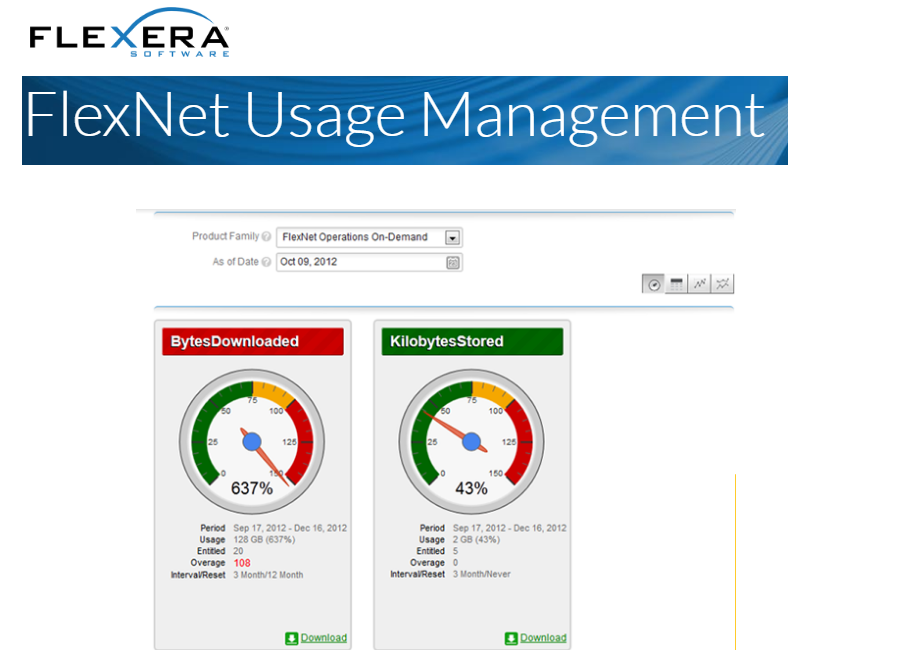 FLEXERA
SOFTWARE
FlexNet Usage Management
Product Family ? FlexNet Operations On-Demand
As of Date ? Oct 09, 2012
BytesDownloaded
0
25
50
75
100
125
150
637%
Period Sep 17, 2012 - Dec 16, 2012
Usage 128 GB (637%)
Entitled 20
Overage 108
Interval/Reset 3 Month/12 Month
Download
KilobytesStored
0
25
50
75
100
125
150
43%
Period Sep 17, 2012 - Dec 16, 2012
Usage 2 GB (43%)
Entitled 5
Overage 0
Interval/Reset 3 Month/Never
Download